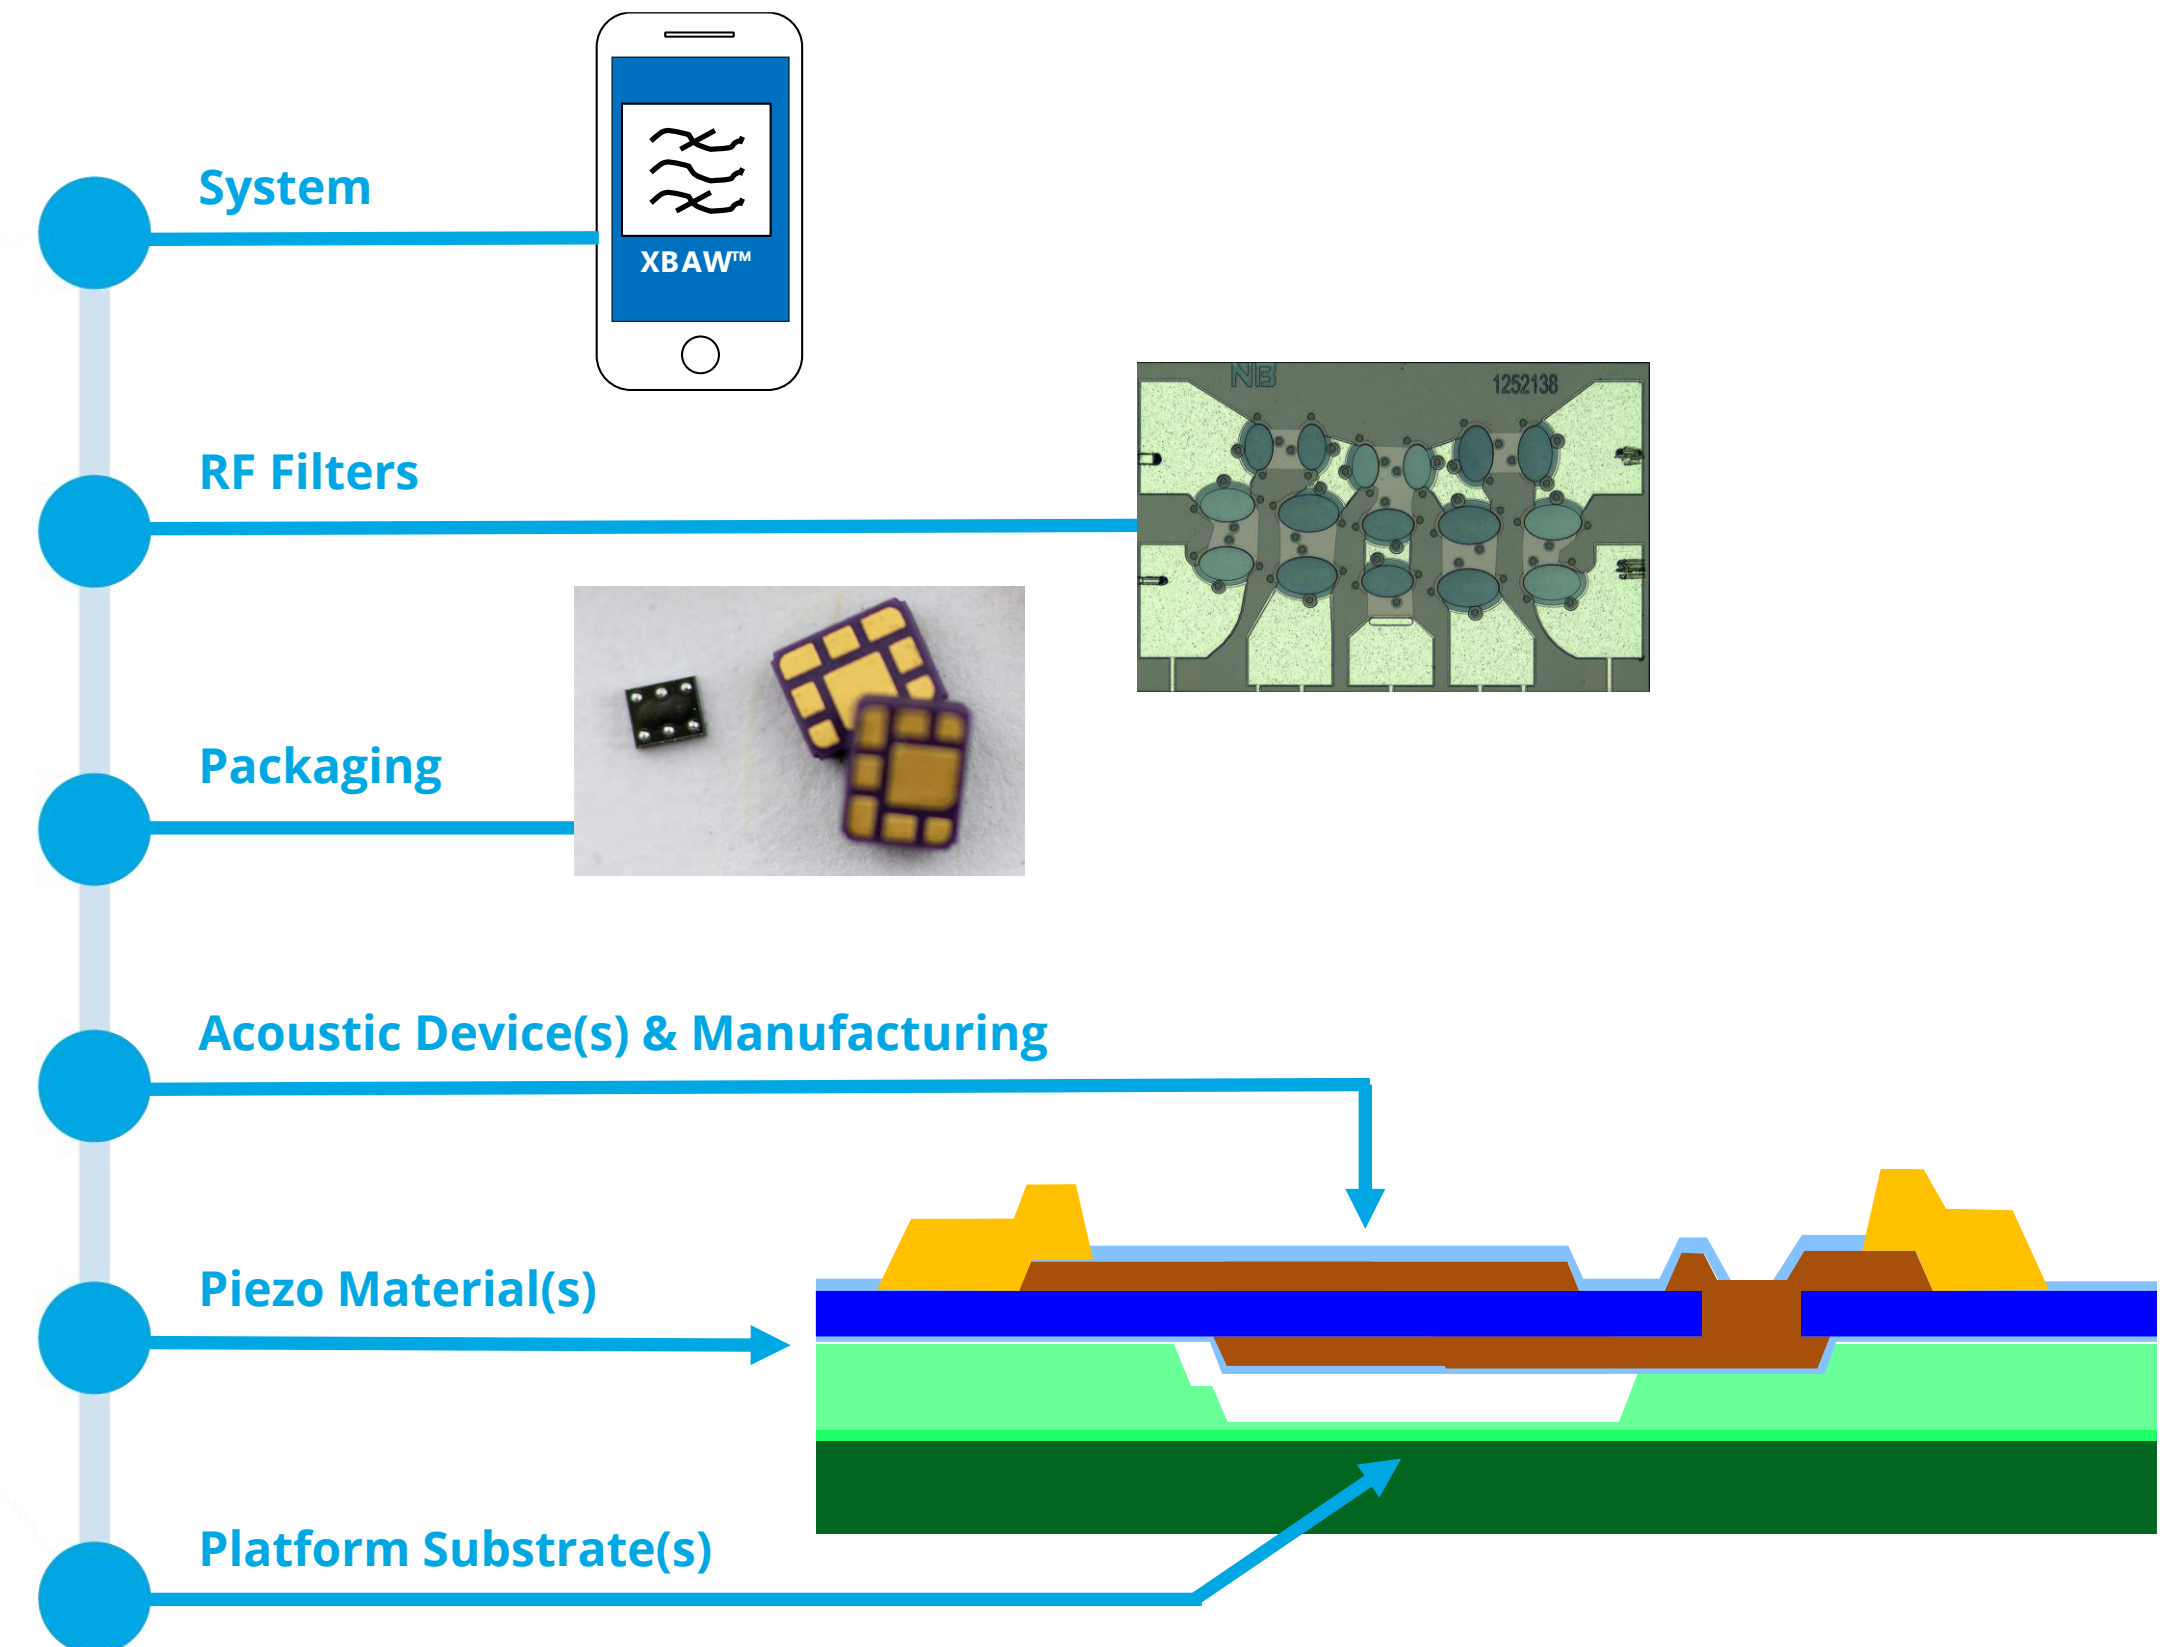 System
XBAW™
RF Filters
NB
1252138
Packaging
Acoustic Device(s) & Manufacturing
Piezo Material(s)
Platform Substrate(s)